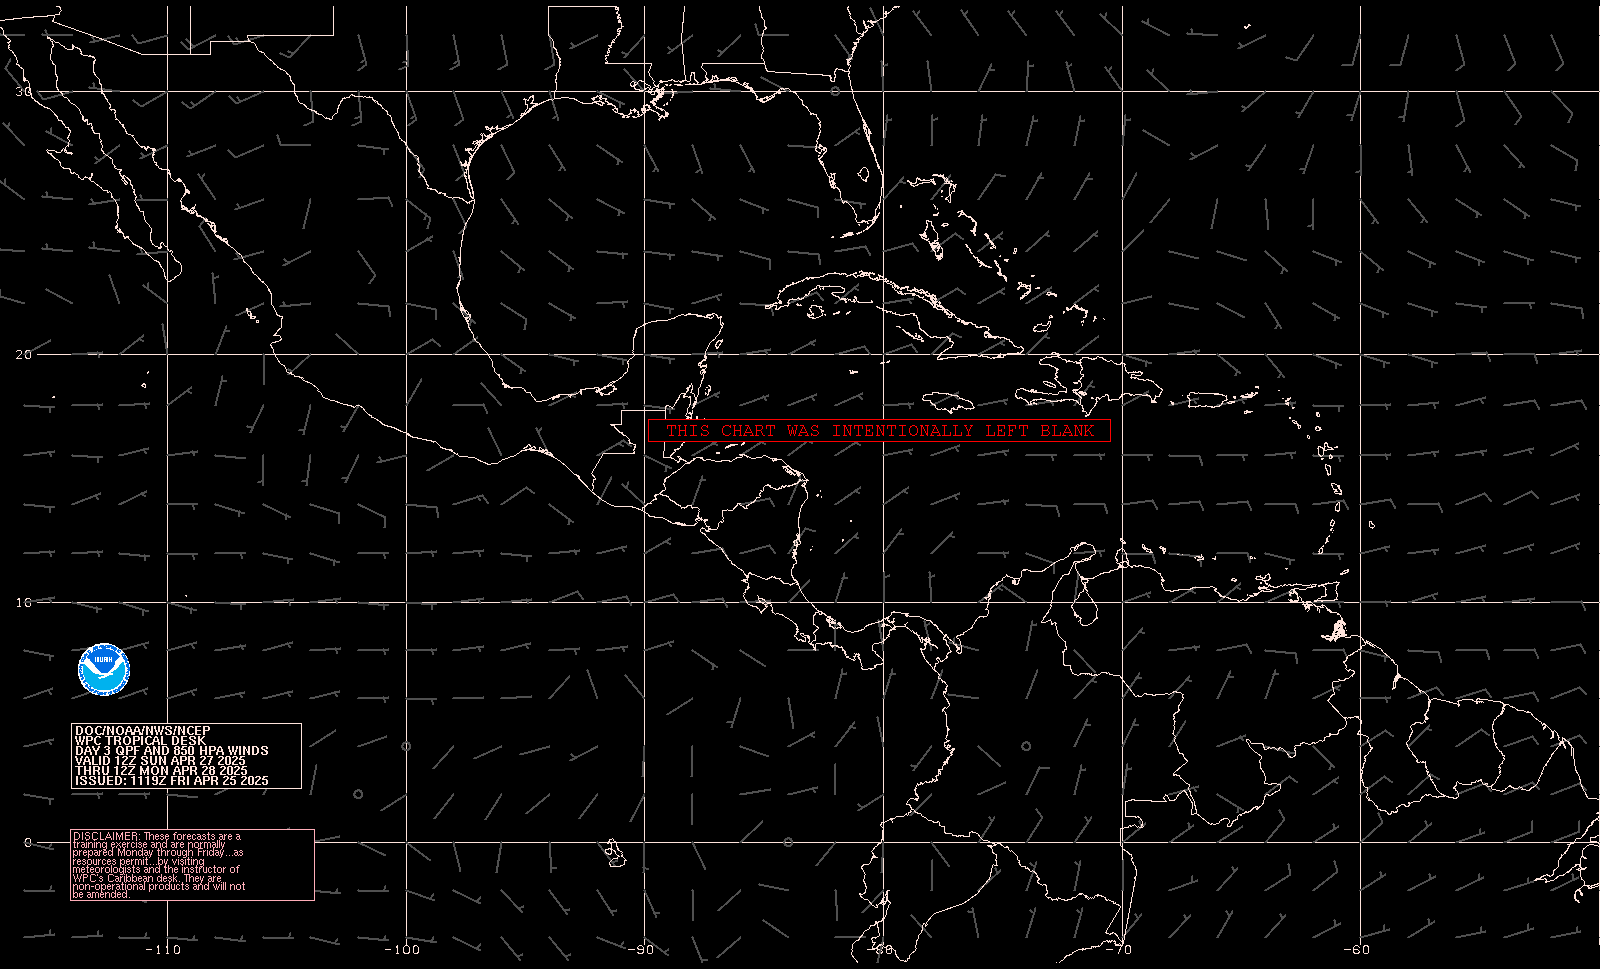 30
20
THIS CHART WAS INTENTIONALLY LEFT BLANK
10
NOAA
DOC/NOAA/NWS/NCEP
WPC TROPICAL DESK
DAY 3 QPF AND 850 HPA WINDS
VALID 12Z SUN APR 27 2025
THRU 12Z MON APR 28 2025
ISSUED: 1119Z FRI APR 25 2025
DISCLAIMER: These forecasts are a
training exercise and are normally
prepared Monday through Friday...as
resources permit...by visiting
meteorologists and the instructor of
WPC's Caribbean desk. They are
non-operational products and will not
be amended.
0
-110 -100 -90 -80 -70 -60